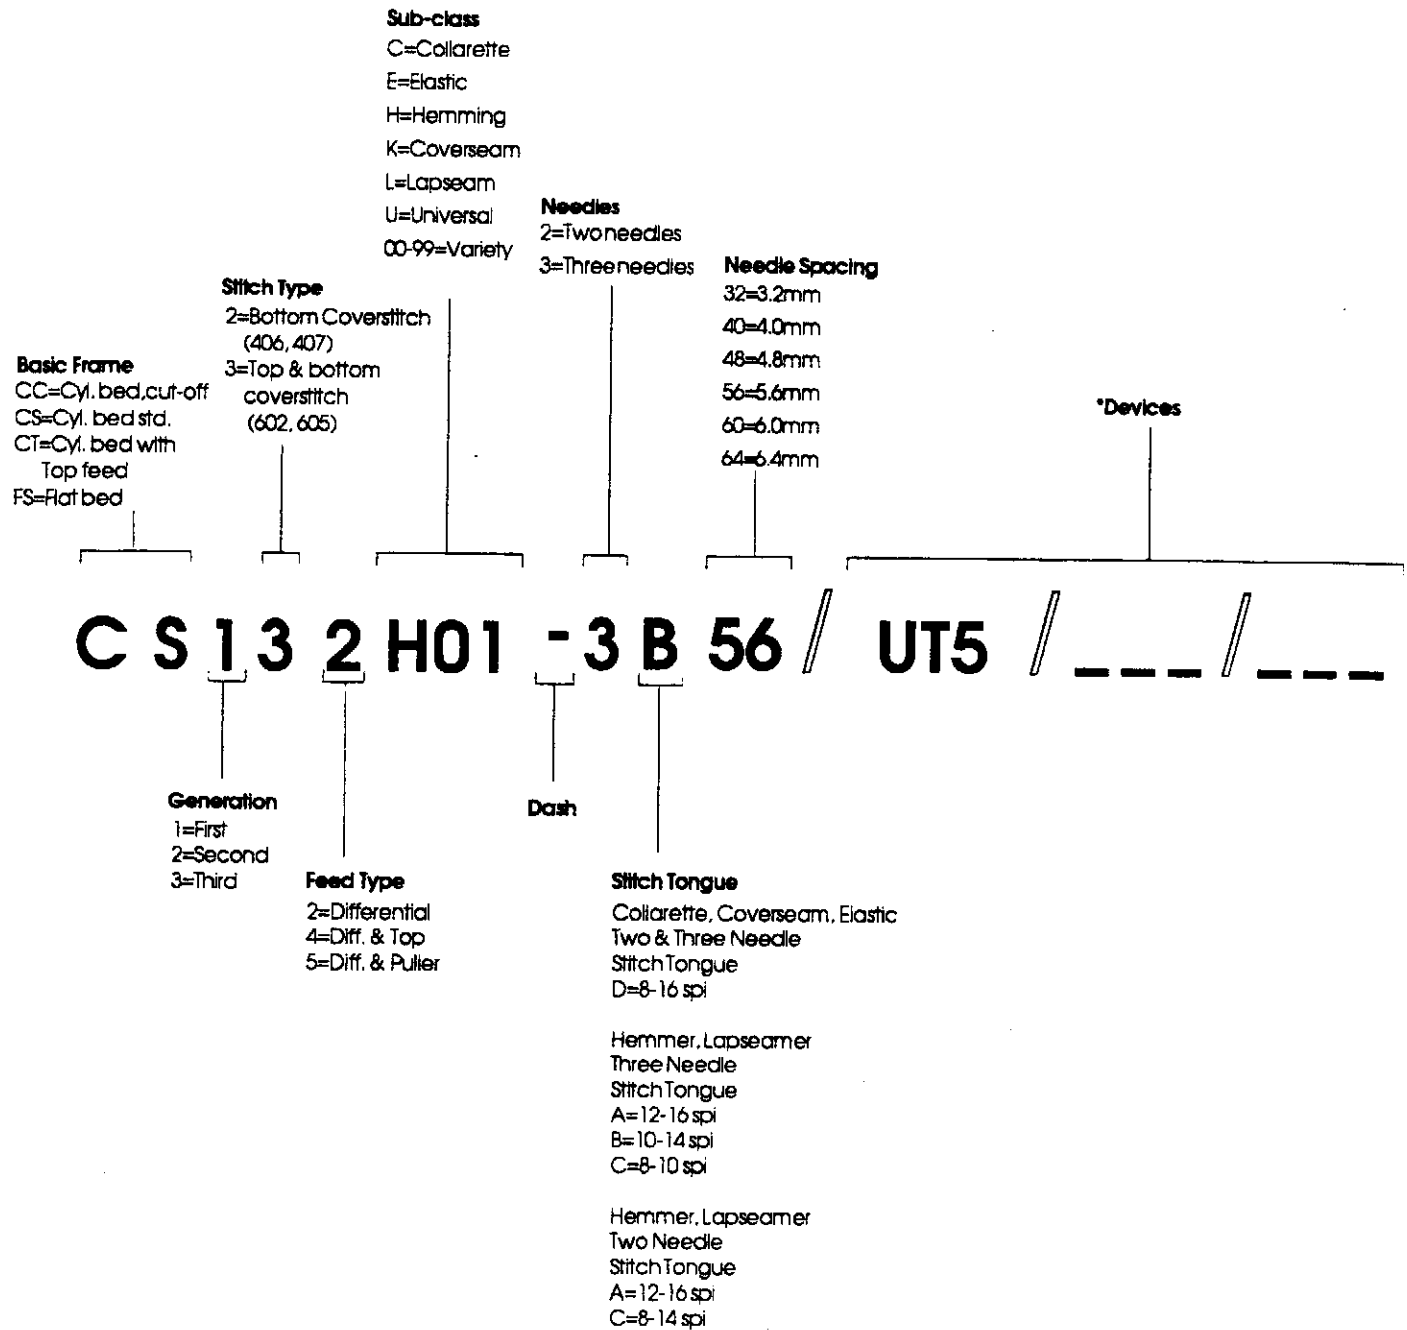 Sub-class
C=Collarette
E=Elastic
H=Hemming
K=Coverseam
L=Lapseam
U=Universal
00-99=Variety
Needles
2=Two needles
3=Three needles
Needle Spacing
32=3.2mm
40=4.0mm
48=4.8mm
56=5.6mm
60=6.0mm
64=6.4mm
Stitch Type
2=Bottom Coverstitch
(406, 407)
3=Top & bottom
coverstitch
(602, 605)
Basic Frame
CC=Cyl. bed, cut-off
CS=Cyl. bed std.
CT=Cyl. bed with
Top feed
FS=Flat bed
*Devices
C S 1 3 2 H01 - 3 B 56 / UT5 / _ _ _ / _ _ _
Generation
1=First
2=Second
3=Third
Dash
Feed Type
2=Differential
4=Diff. & Top
5=Diff. & Puller
Stitch Tongue
Collarette, Coverseam, Elastic
Two & Three Needle
Stitch Tongue
D=8-16 spi
Hemmer, Lapseamer
Three Needle
Stitch Tongue
A=12-16 spi
B=10-14 spi
C=8-10 spi
Hemmer, Lapseamer
Two Needle
Stitch Tongue
A=12-16 spi
C=8-14 spi